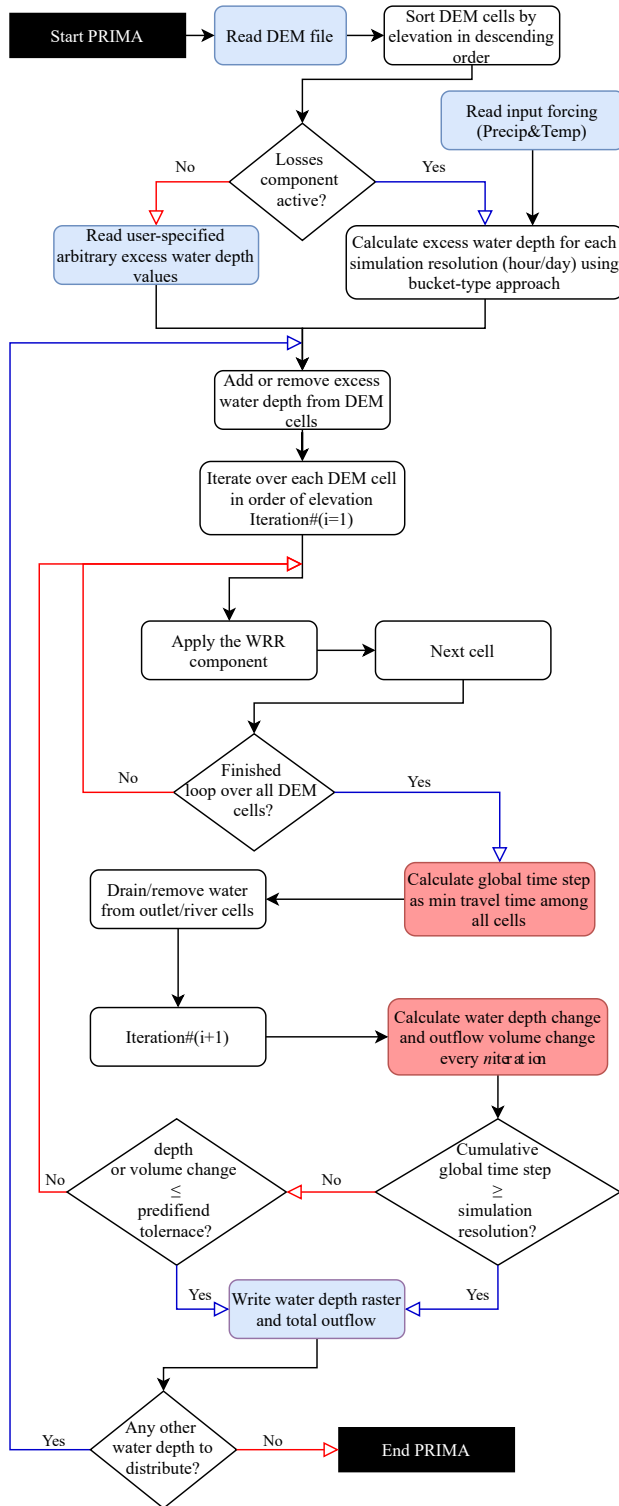 Start PRIMA
Read DEM file
Sort DEM cells by
elevation in descending
order
Read input forcing
(Precip&Temp)
Losses
component
active?
No
Yes
Read user-specified
arbitrary excess water depth
values
Calculate excess water depth for each
simulation resolution (hour/day) using
bucket-type approach
Add or remove excess
water depth from DEM
cells
Iterate over each DEM cell
in order of elevation
Iteration#(i=1)
Apply the WRR
component
Next cell
Finished
loop over all DEM
cells?
No
Yes
Drain/remove water
from outlet/river cells
Calculate global time step
as min travel time among
all cells
Iteration#(i+1)
Calculate water depth change
and outflow volume change
every niteration
depth
or volume change
≤
predifiend
tolernace?
No
Cumulative
global time step
≥
simulation
resolution?
No
Yes
Yes
Write water depth raster
and total outflow
Any other
water depth to
distribute?
Yes
No
End PRIMA